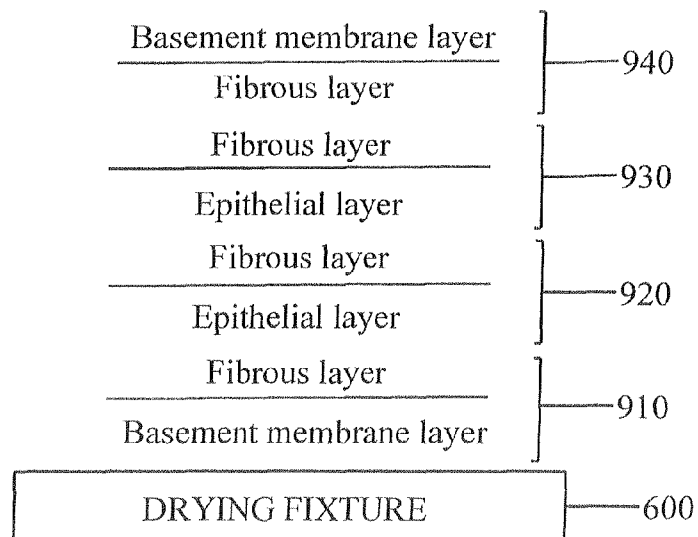 Basement membrane layer
Fibrous layer
940
Fibrous layer
Epithelial layer
930
Fibrous layer
Epithelial layer
920
Fibrous layer
Basement membrane layer
910
DRYING FIXTURE
600